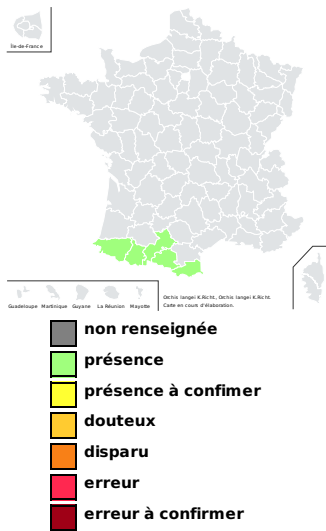 Île-de-France
Guadeloupe Martinique Guyane La Réunion Mayotte
Orchis langei K.Richt., Orchis langei K.Richt.
Carte en cours d'élaboration.
non renseignée
présence
présence à confimer
douteux
disparu
erreur
erreur à confirmer